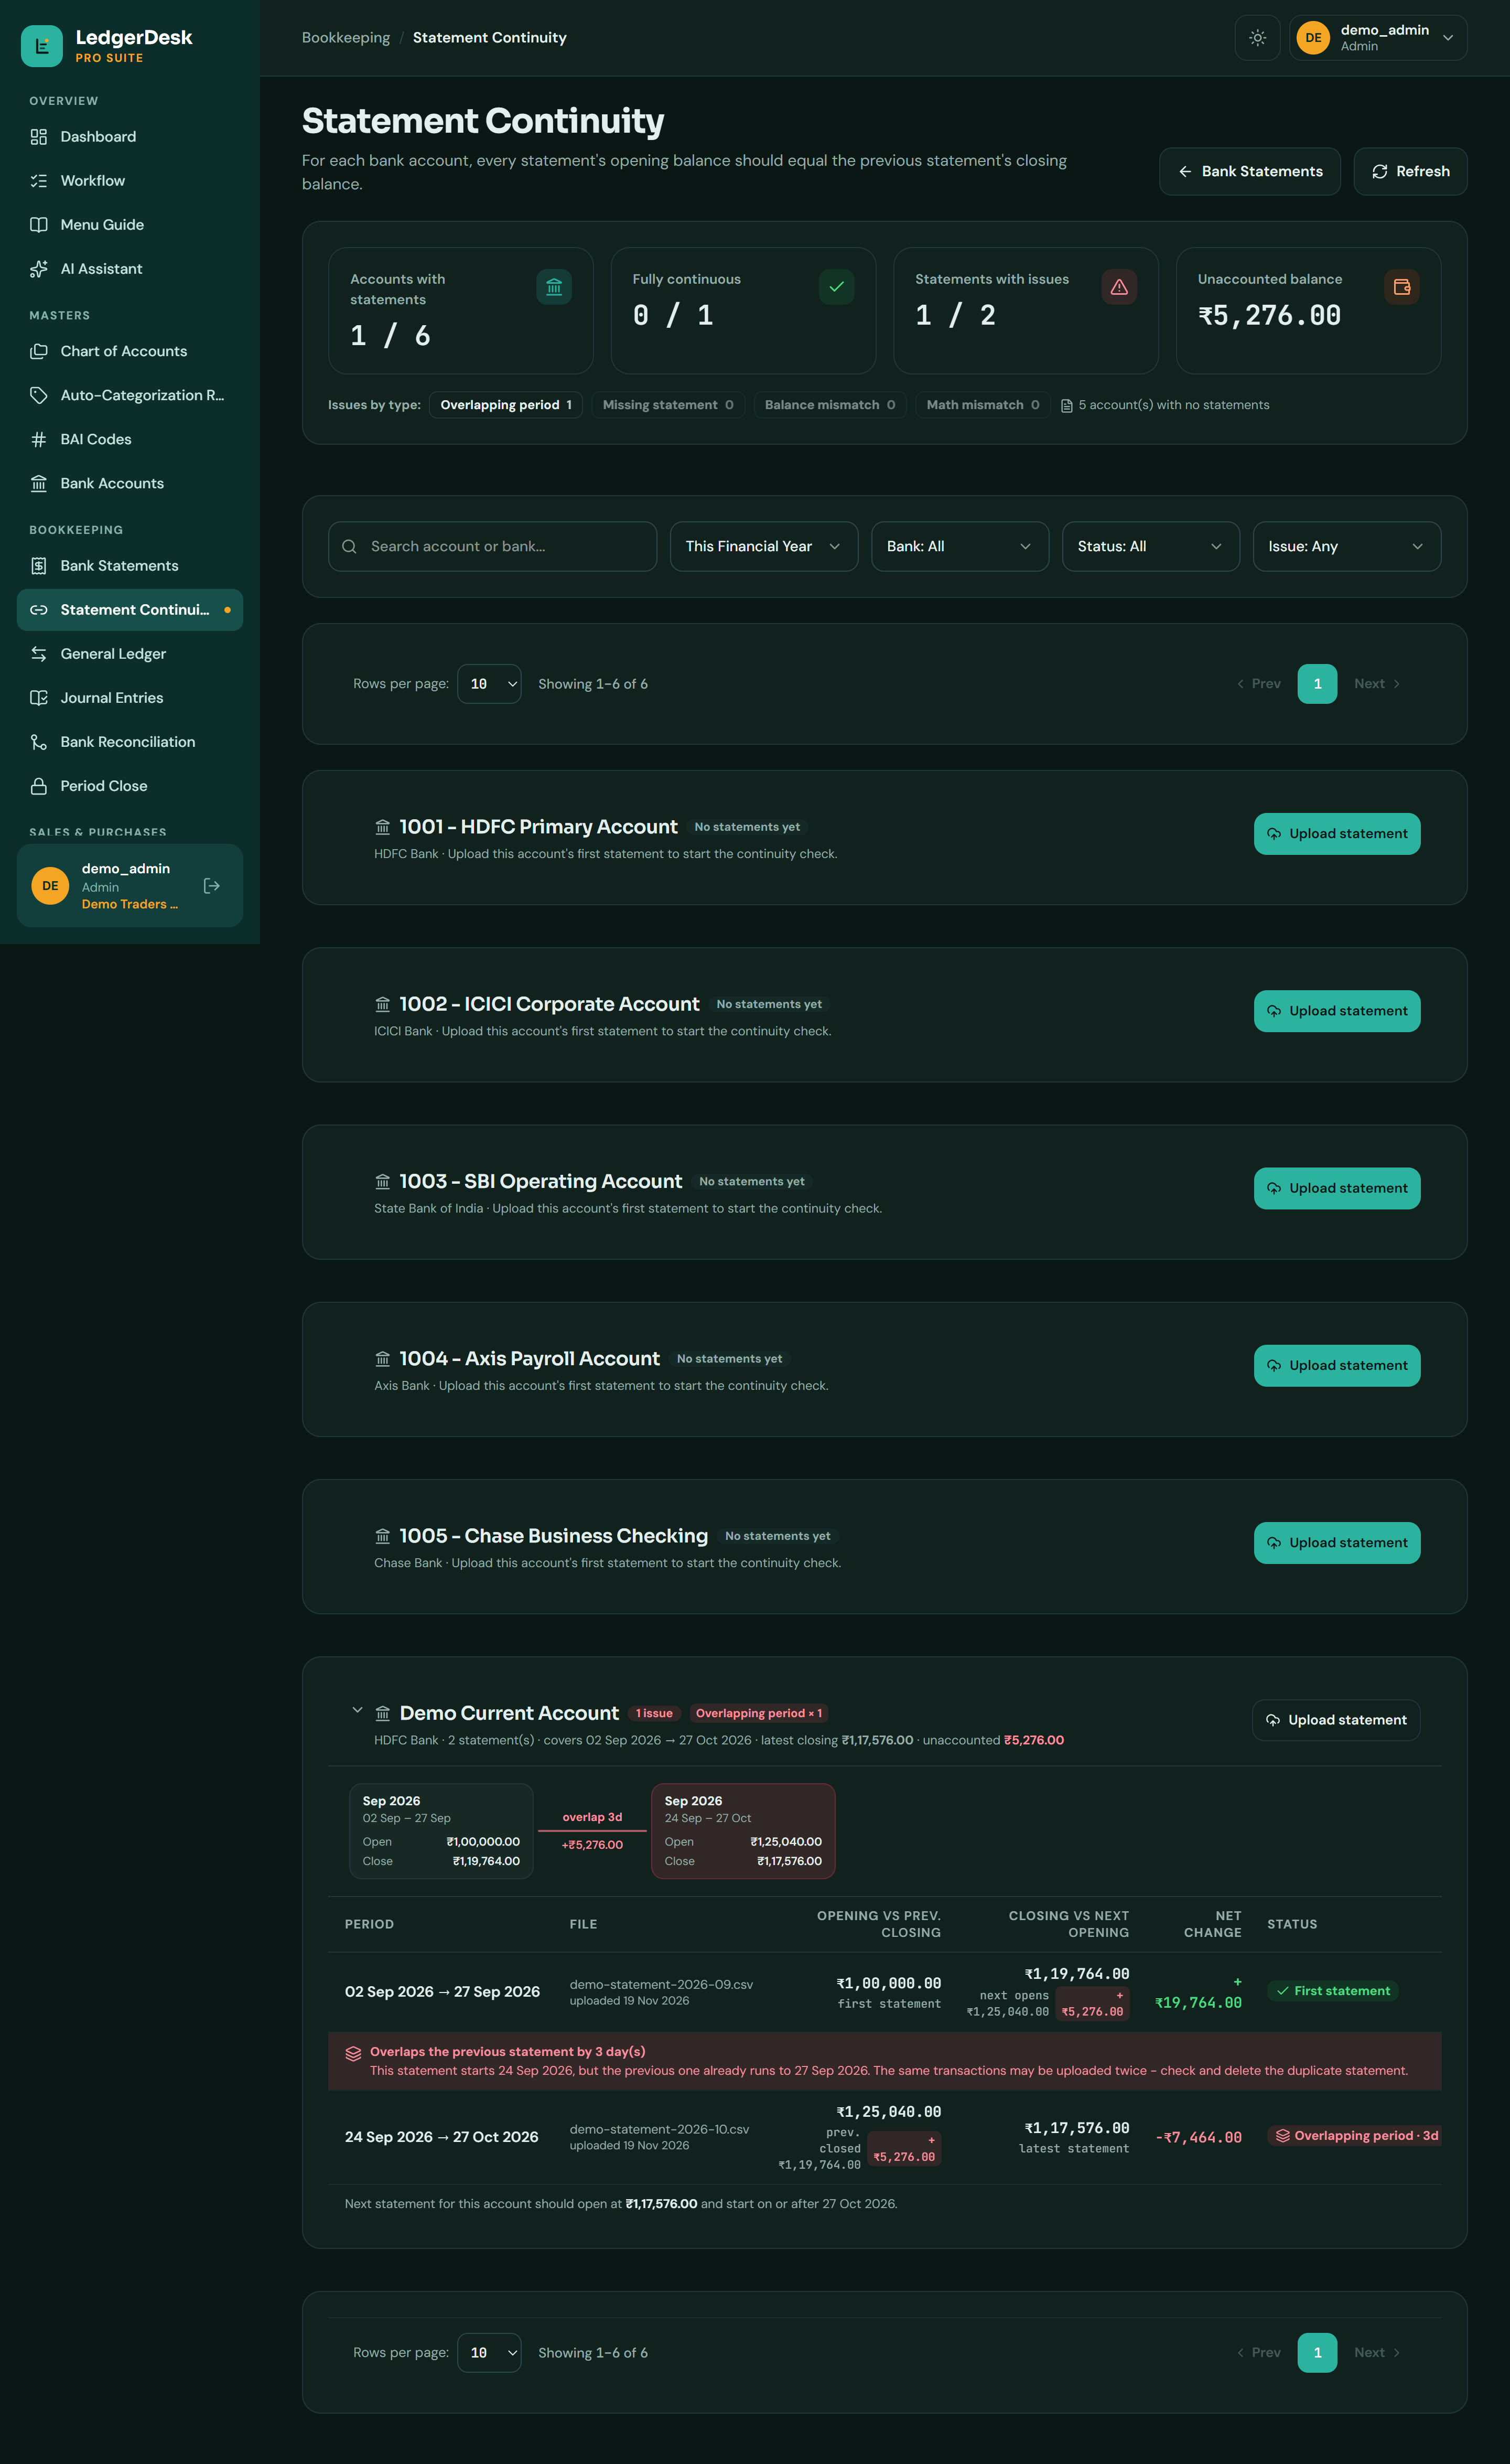 LedgerDesk
PRO SUITE
OVERVIEW
Dashboard
Workflow
Menu Guide
AI Assistant
MASTERS
Chart of Accounts
Auto-Categorization R...
BAI Codes
Bank Accounts
BOOKKEEPING
Bank Statements
Statement Continui...
General Ledger
Journal Entries
Bank Reconciliation
Period Close
SALES & PURCHASES
DE
demo_admin
Admin
Demo Traders ...
Bookkeeping / Statement Continuity
DE
demo_admin
Admin
Statement Continuity
For each bank account, every statement's opening balance should equal the previous statement's closing
balance.
Bank Statements
Refresh
Accounts with
statements
1 / 6
Fully continuous
0 / 1
Statements with issues
1 / 2
Unaccounted balance
₹5,276.00
Issues by type: Overlapping period 1 Missing statement 0 Balance mismatch 0 Math mismatch 0 5 account(s) with no statements
Search account or bank...
This Financial Year
Bank: All
Status: All
Issue: Any
Rows per page: 10 Showing 1–6 of 6
Prev 1 Next
1001 – HDFC Primary Account No statements yet
HDFC Bank · Upload this account's first statement to start the continuity check.
Upload statement
1002 – ICICI Corporate Account No statements yet
ICICI Bank · Upload this account's first statement to start the continuity check.
Upload statement
1003 – SBI Operating Account No statements yet
State Bank of India · Upload this account's first statement to start the continuity check.
Upload statement
1004 – Axis Payroll Account No statements yet
Axis Bank · Upload this account's first statement to start the continuity check.
Upload statement
1005 – Chase Business Checking No statements yet
Chase Bank · Upload this account's first statement to start the continuity check.
Upload statement
Demo Current Account 1 issue Overlapping period × 1
HDFC Bank · 2 statement(s) · covers 02 Sep 2026 → 27 Oct 2026 · latest closing ₹1,17,576.00 · unaccounted ₹5,276.00
Upload statement
Sep 2026
02 Sep – 27 Sep
Open ₹1,00,000.00
Close ₹1,19,764.00
overlap 3d
+₹5,276.00
Sep 2026
24 Sep – 27 Oct
Open ₹1,25,040.00
Close ₹1,17,576.00
PERIOD
FILE
OPENING VS PREV.
CLOSING
CLOSING VS NEXT
OPENING
NET
CHANGE
STATUS
02 Sep 2026 → 27 Sep 2026
demo-statement-2026-09.csv
uploaded 19 Nov 2026
₹1,00,000.00
first statement
₹1,19,764.00
next opens
₹1,25,040.00
+
₹5,276.00
+
₹19,764.00
First statement
Overlaps the previous statement by 3 day(s)
This statement starts 24 Sep 2026, but the previous one already runs to 27 Sep 2026. The same transactions may be uploaded twice – check and delete the duplicate statement.
24 Sep 2026 → 27 Oct 2026
demo-statement-2026-10.csv
uploaded 19 Nov 2026
₹1,25,040.00
prev.
closed
₹1,19,764.00
+
₹5,276.00
₹1,17,576.00
latest statement
-₹7,464.00
Overlapping period · 3d
Next statement for this account should open at ₹1,17,576.00 and start on or after 27 Oct 2026.
Rows per page: 10 Showing 1–6 of 6
Prev 1 Next